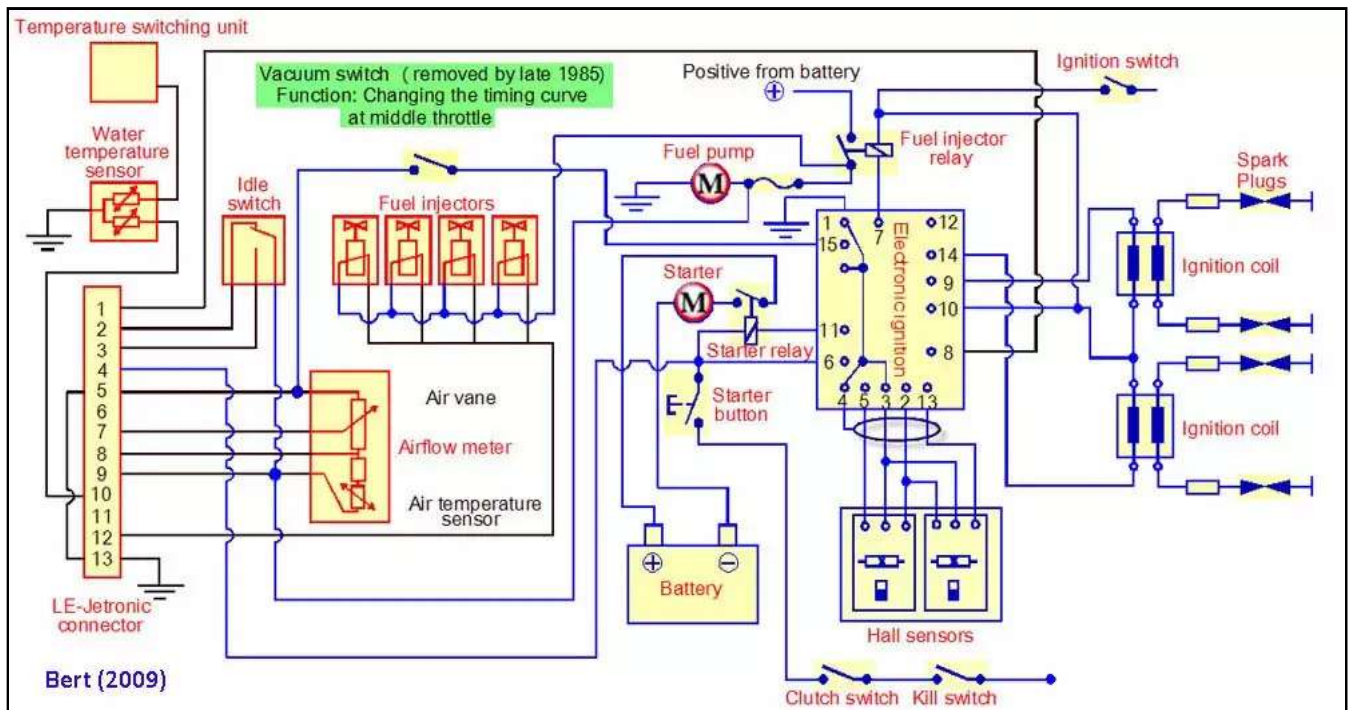 Temperature switching unit
Vacuum switch ( removed by late 1985)
Function: Changing the timing curve
at middle throttle
Positive from battery
Ignition switch
Water
temperature
sensor
Idle
switch
Fuel injectors
Fuel pump
M
Fuel injector
relay
Spark
Plugs
1
7
12
15
14
9
10
11
8
6
4
5
3
2
13
Electronic ignition
Ignition coil
Ignition coil
Starter
M
Starter relay
Starter
button
1
2
3
4
5
6
7
8
9
10
11
12
13
Air vane
Airflow meter
Air temperature
sensor
LE-Jetronic
connector
Battery
Hall sensors
Clutch switch
Kill switch
Bert (2009)